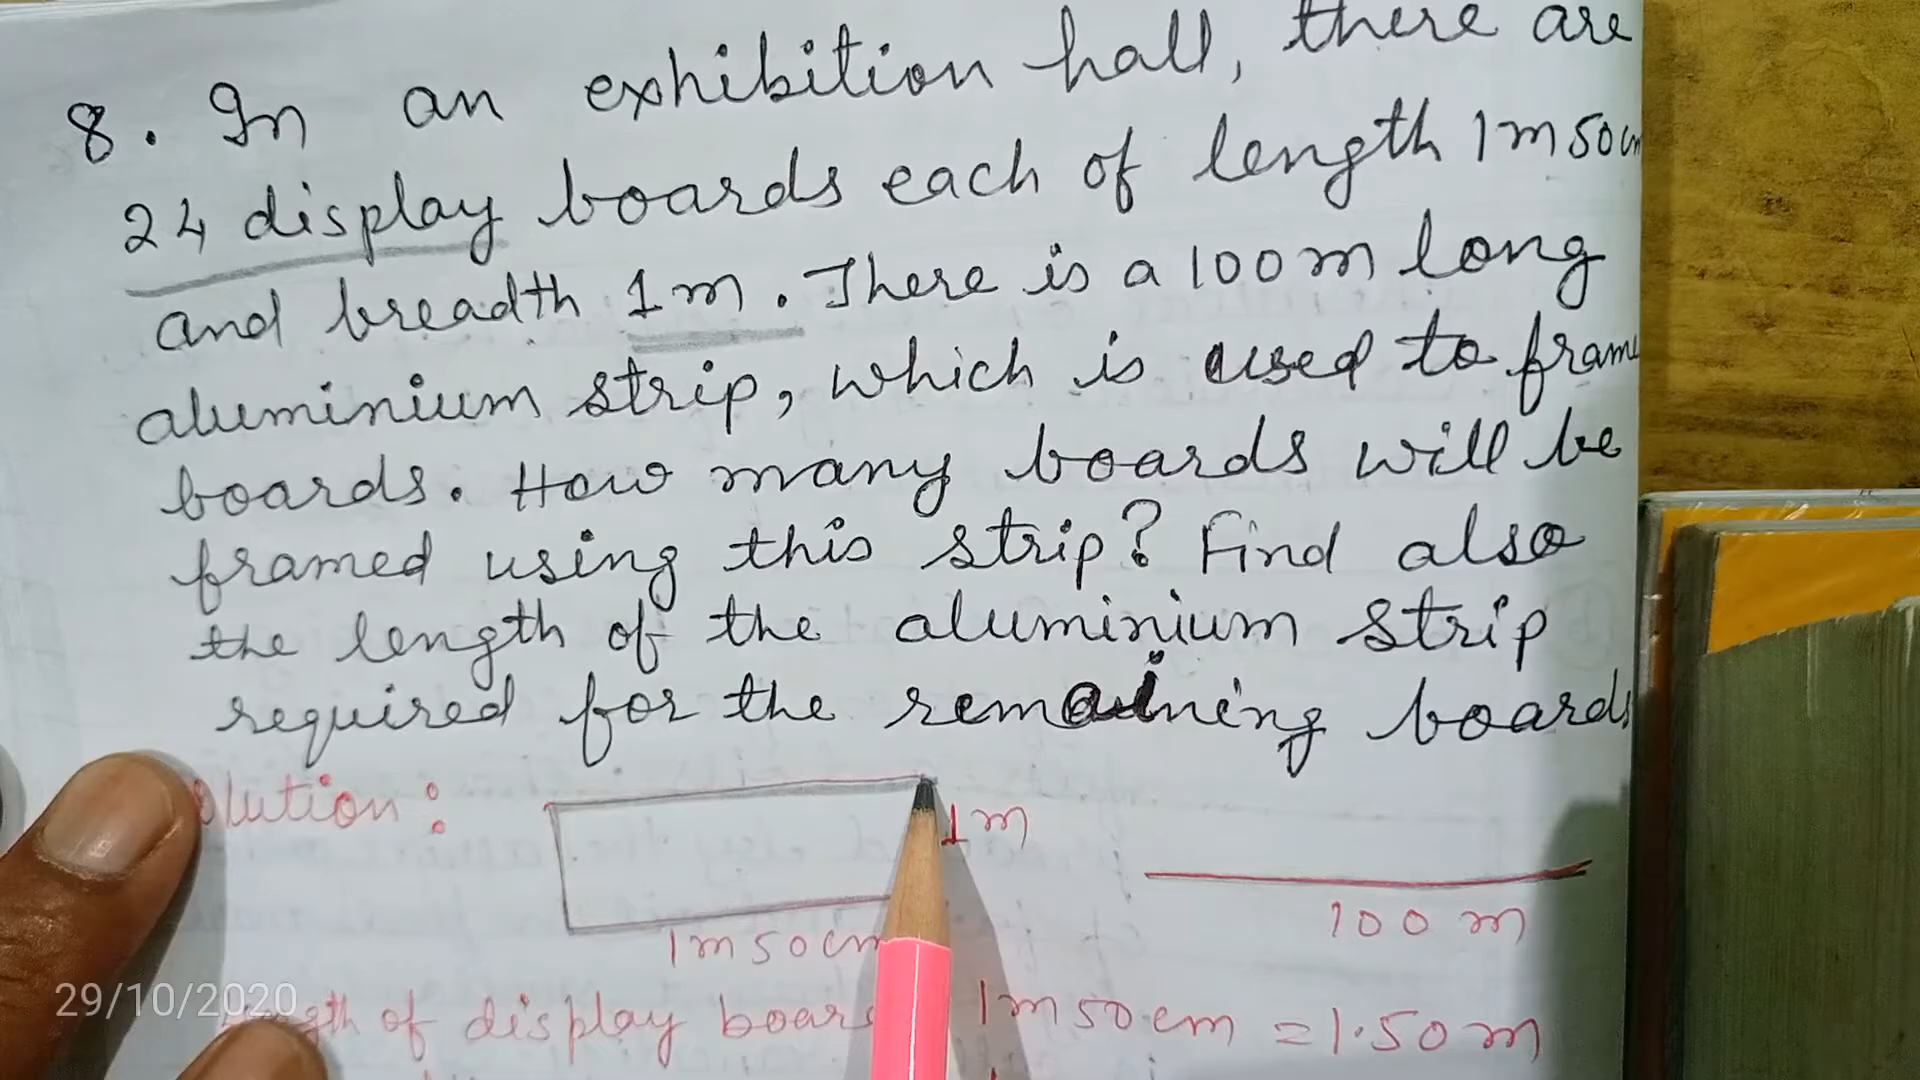 8. In an exhibition hall, there are
24 display boards each of length 1m 50cm
and breadth 1m. There is a 100m long
aluminium strip, which is used to frame
boards. How many boards will be
framed using this strip? Find also
the length of the aluminium strip
required for the remaining boards
olution:
1m
1m 50cm
100 m
29/10/2020
of display boar 1m 50cm = 1.50m